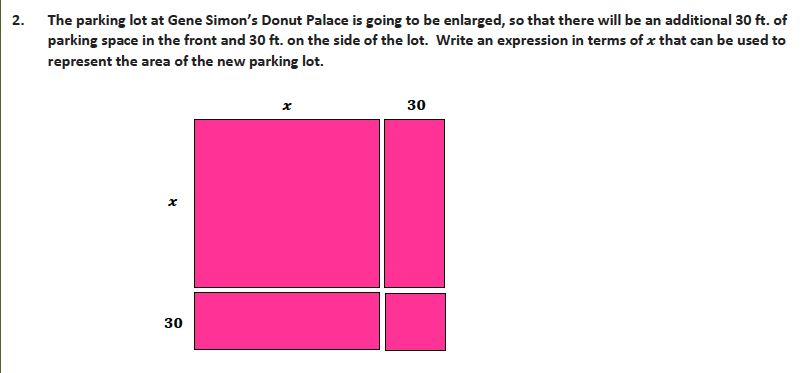 2. The parking lot at Gene Simon’s Donut Palace is going to be enlarged, so that there will be an additional 30 ft. of
parking space in the front and 30 ft. on the side of the lot. Write an expression in terms of x that can be used to
represent the area of the new parking lot.
x 30
x
30